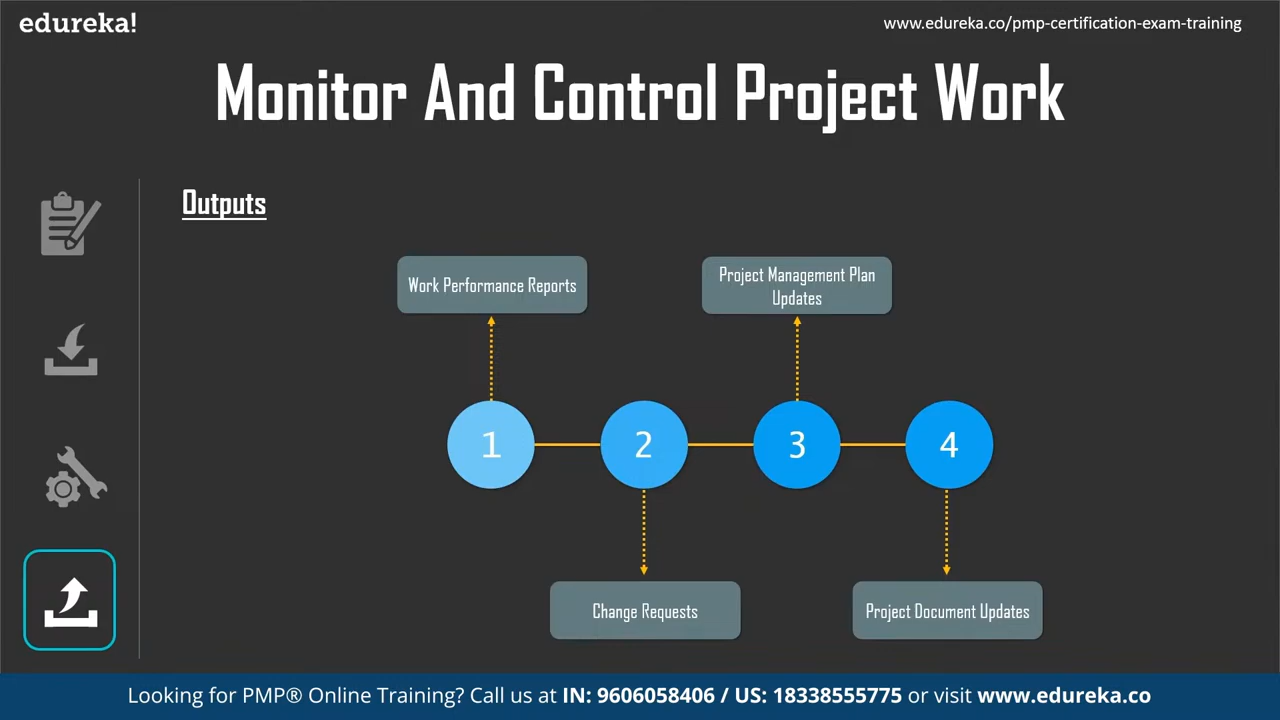 edureka!
www.edureka.co/pmp-certification-exam-training
Monitor And Control Project Work
Outputs
Work Performance Reports
Project Management Plan
Updates
1
2
3
4
Change Requests
Project Document Updates
Looking for PMP® Online Training? Call us at IN: 9606058406 / US: 18338555775 or visit www.edureka.co